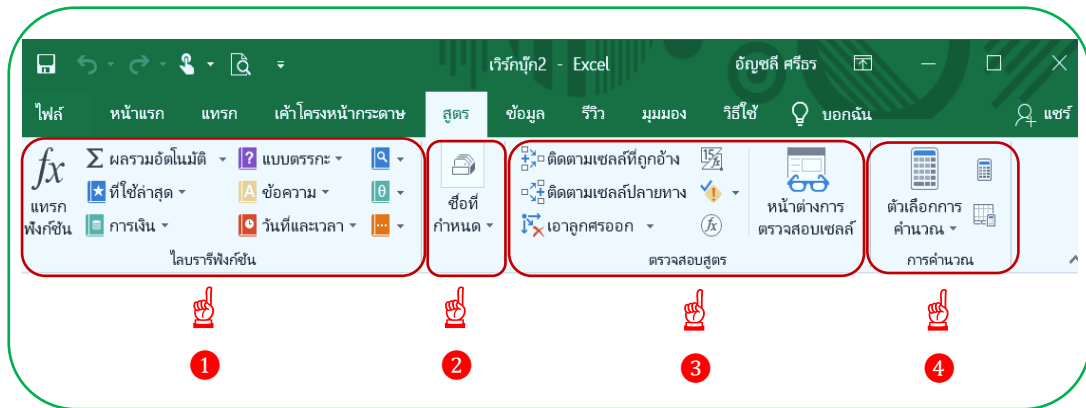 เวิร์กบุ๊ก2 - Excel อัญชลี ศรีธร
ไฟล์ หน้าแรก แทรก เค้าโครงหน้ากระดาษ สูตร ข้อมูล รีวิว มุมมอง วิธีใช้ บอกฉัน แชร์
fx แทรกฟังก์ชัน
Σ ผลรวมอัตโนมัติ
ที่ใช้ล่าสุด
การเงิน
? แบบตรรกะ
A ข้อความ
วันที่และเวลา
θ
ไลบรารีฟังก์ชัน
ชื่อที่
กำหนด
ติดตามเซลล์ที่ถูกอ้าง
ติดตามเซลล์ปลายทาง
เอาลูกศรออก
15
fx
fx
หน้าต่างการ
ตรวจสอบเซลล์
ตรวจสอบสูตร
ตัวเลือกการ
คำนวณ
การคำนวณ
1 2 3 4